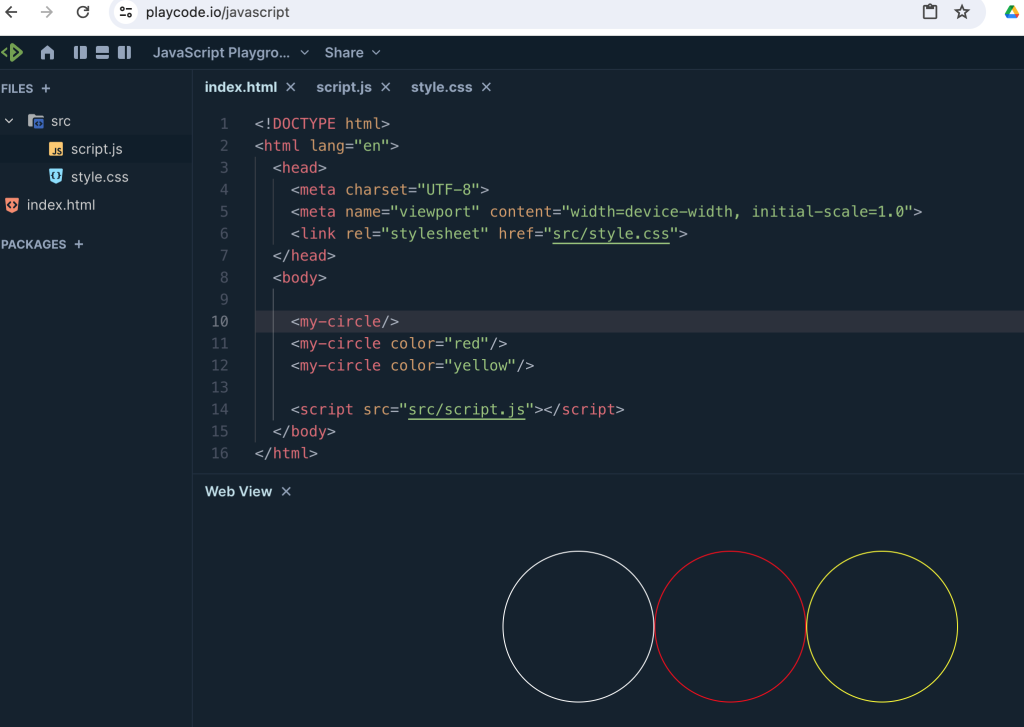 playcode.io/javascript
JavaScript Playgro... Share
FILES +
index.html × script.js × style.css ×
src
script.js
style.css
index.html
PACKAGES +
1 <!DOCTYPE html>
2 <html lang="en">
3 <head>
4 <meta charset="UTF-8">
5 <meta name="viewport" content="width=device-width, initial-scale=1.0">
6 <link rel="stylesheet" href="src/style.css">
7 </head>
8 <body>
9
10 <my-circle/>
11 <my-circle color="red"/>
12 <my-circle color="yellow"/>
13
14 <script src="src/script.js"></script>
15 </body>
16 </html>
Web View ×